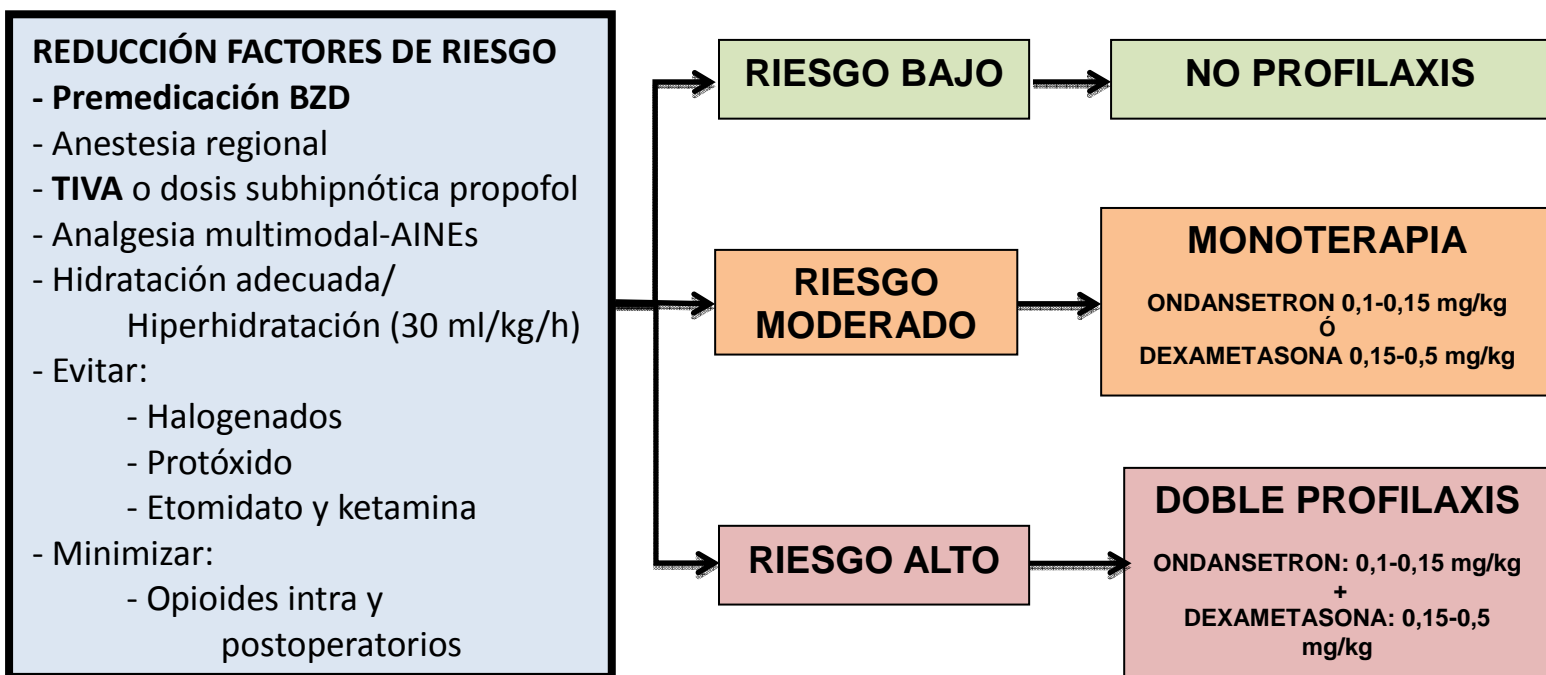 REDUCCIÓN FACTORES DE RIESGO
- Premedicación BZD
- Anestesia regional
- TIVA o dosis subhipnótica propofol
- Analgesia multimodal-AINEs
- Hidratación adecuada/
Hiperhidratación (30 ml/kg/h)
- Evitar:
- Halogenados
- Protóxido
- Etomidato y ketamina
- Minimizar:
- Opioides intra y
postoperatorios
RIESGO BAJO
NO PROFILAXIS
RIESGO
MODERADO
MONOTERAPIA
ONDANSETRON 0,1-0,15 mg/kg
Ó
DEXAMETASONA 0,15-0,5 mg/kg
RIESGO ALTO
DOBLE PROFILAXIS
ONDANSETRON: 0,1-0,15 mg/kg
+
DEXAMETASONA: 0,15-0,5
mg/kg